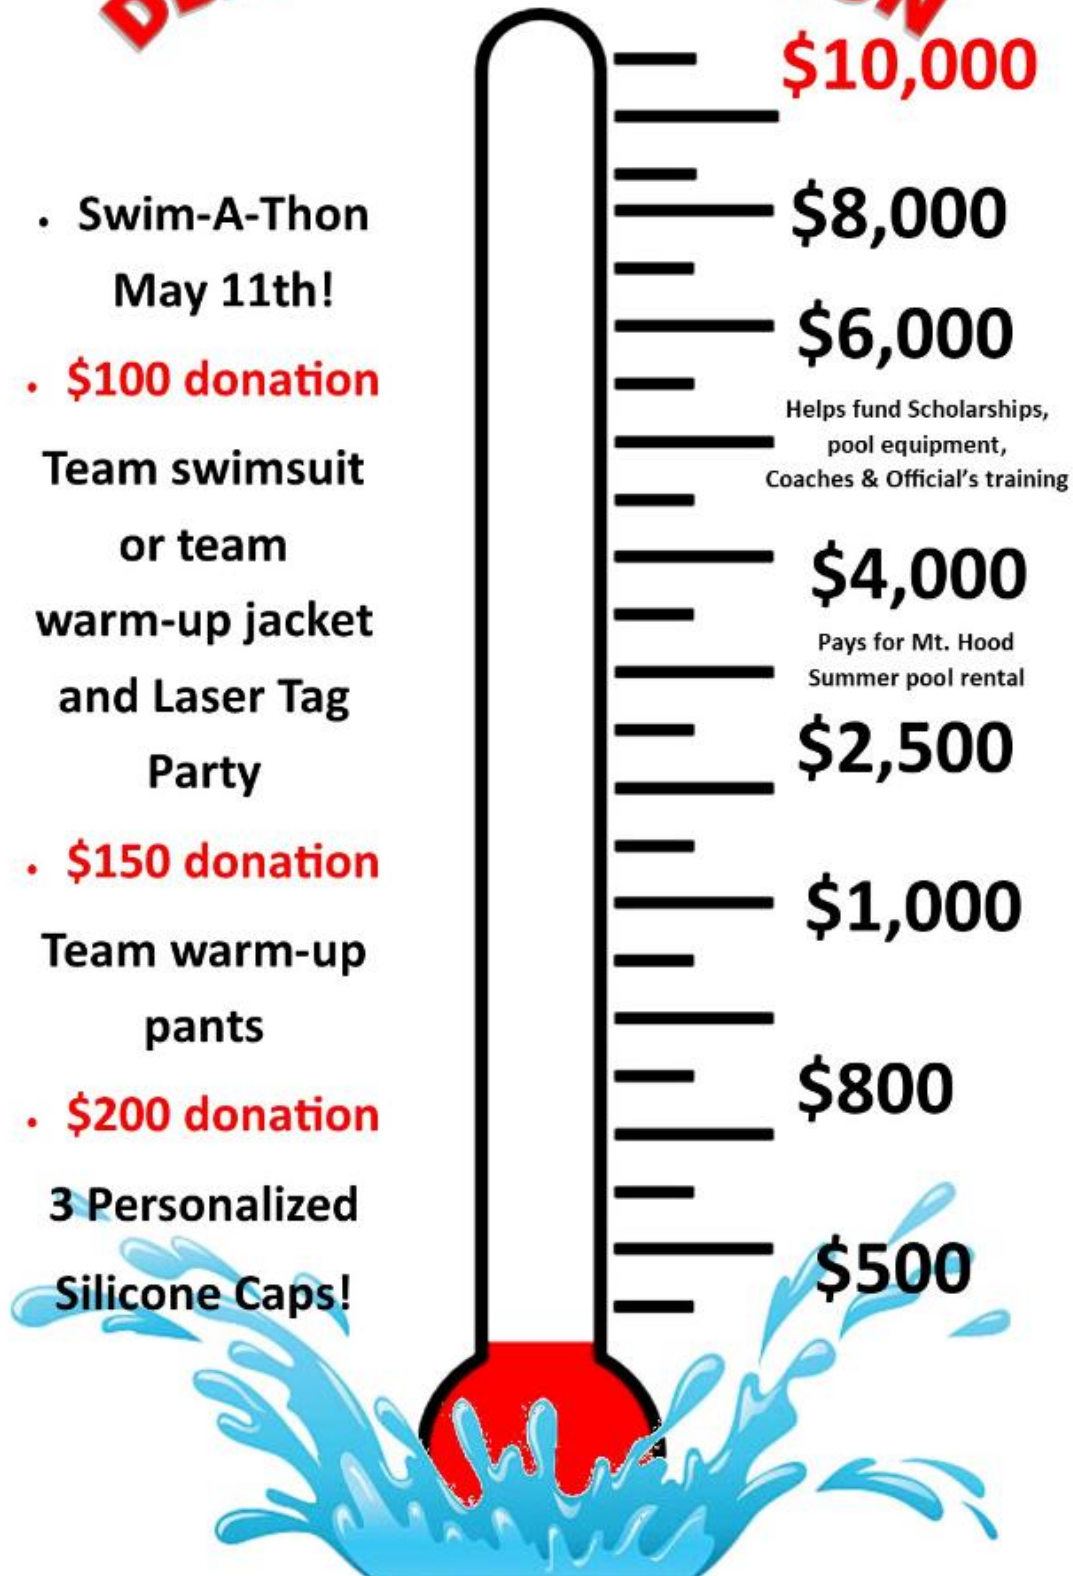 $10,000
• Swim-A-Thon
May 11th!
• $100 donation
Team swimsuit
or team
warm-up jacket
and Laser Tag
Party
• $150 donation
Team warm-up
pants
• $200 donation
3 Personalized
Silicone Caps!
$8,000
$6,000
Helps fund Scholarships,
pool equipment,
Coaches & Official's training
$4,000
Pays for Mt. Hood
Summer pool rental
$2,500
$1,000
$800
$500